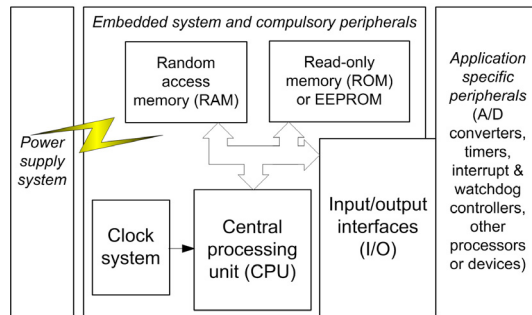 Embedded system and compulsory peripherals
Random
access
memory (RAM)
Read-only
memory (ROM)
or EEPROM
Power
supply
system
Clock
system
Central
processing
unit (CPU)
Input/output
interfaces
(I/O)
Application
specific
peripherals (A/D
converters,
timers,
interrupt &
watchdog
controllers,
other
processors
or devices)